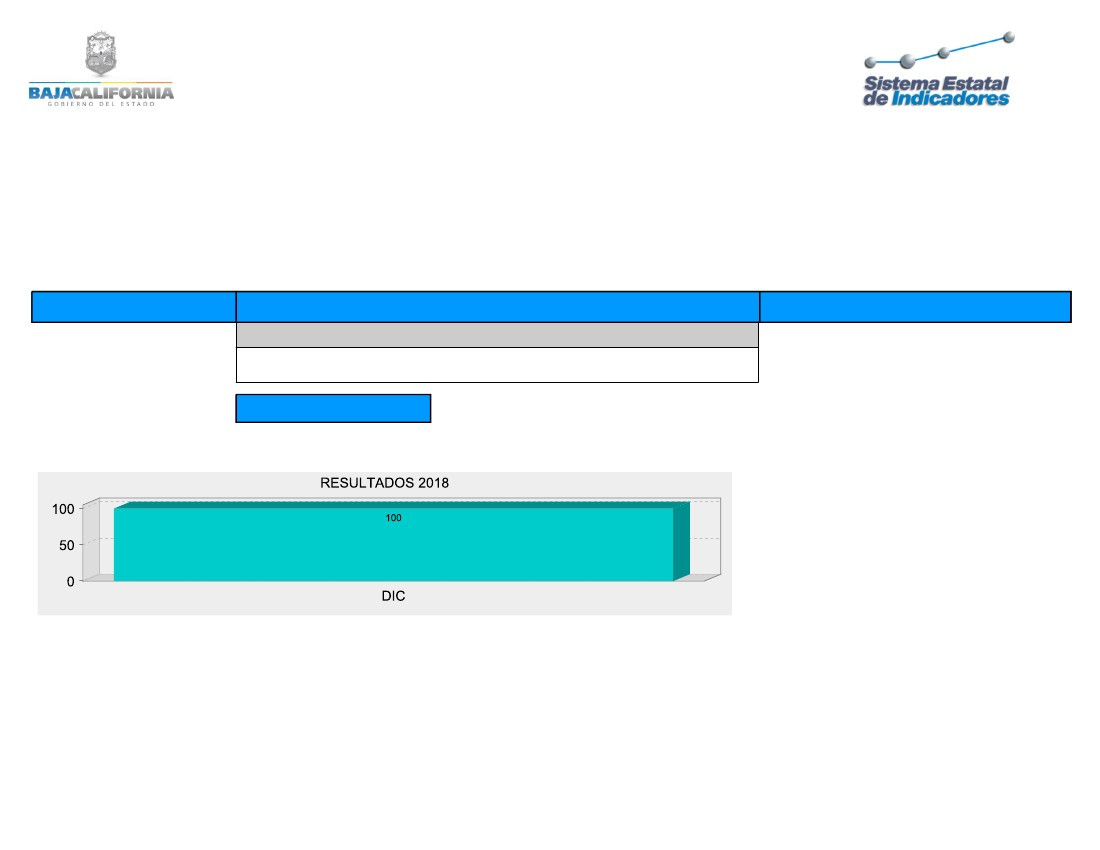 BAJACALIFORNIA
GOBIERNO DEL ESTADO
Sistema Estatal
de Indicadores
RESULTADOS 2018
100
100
50
0
DIC